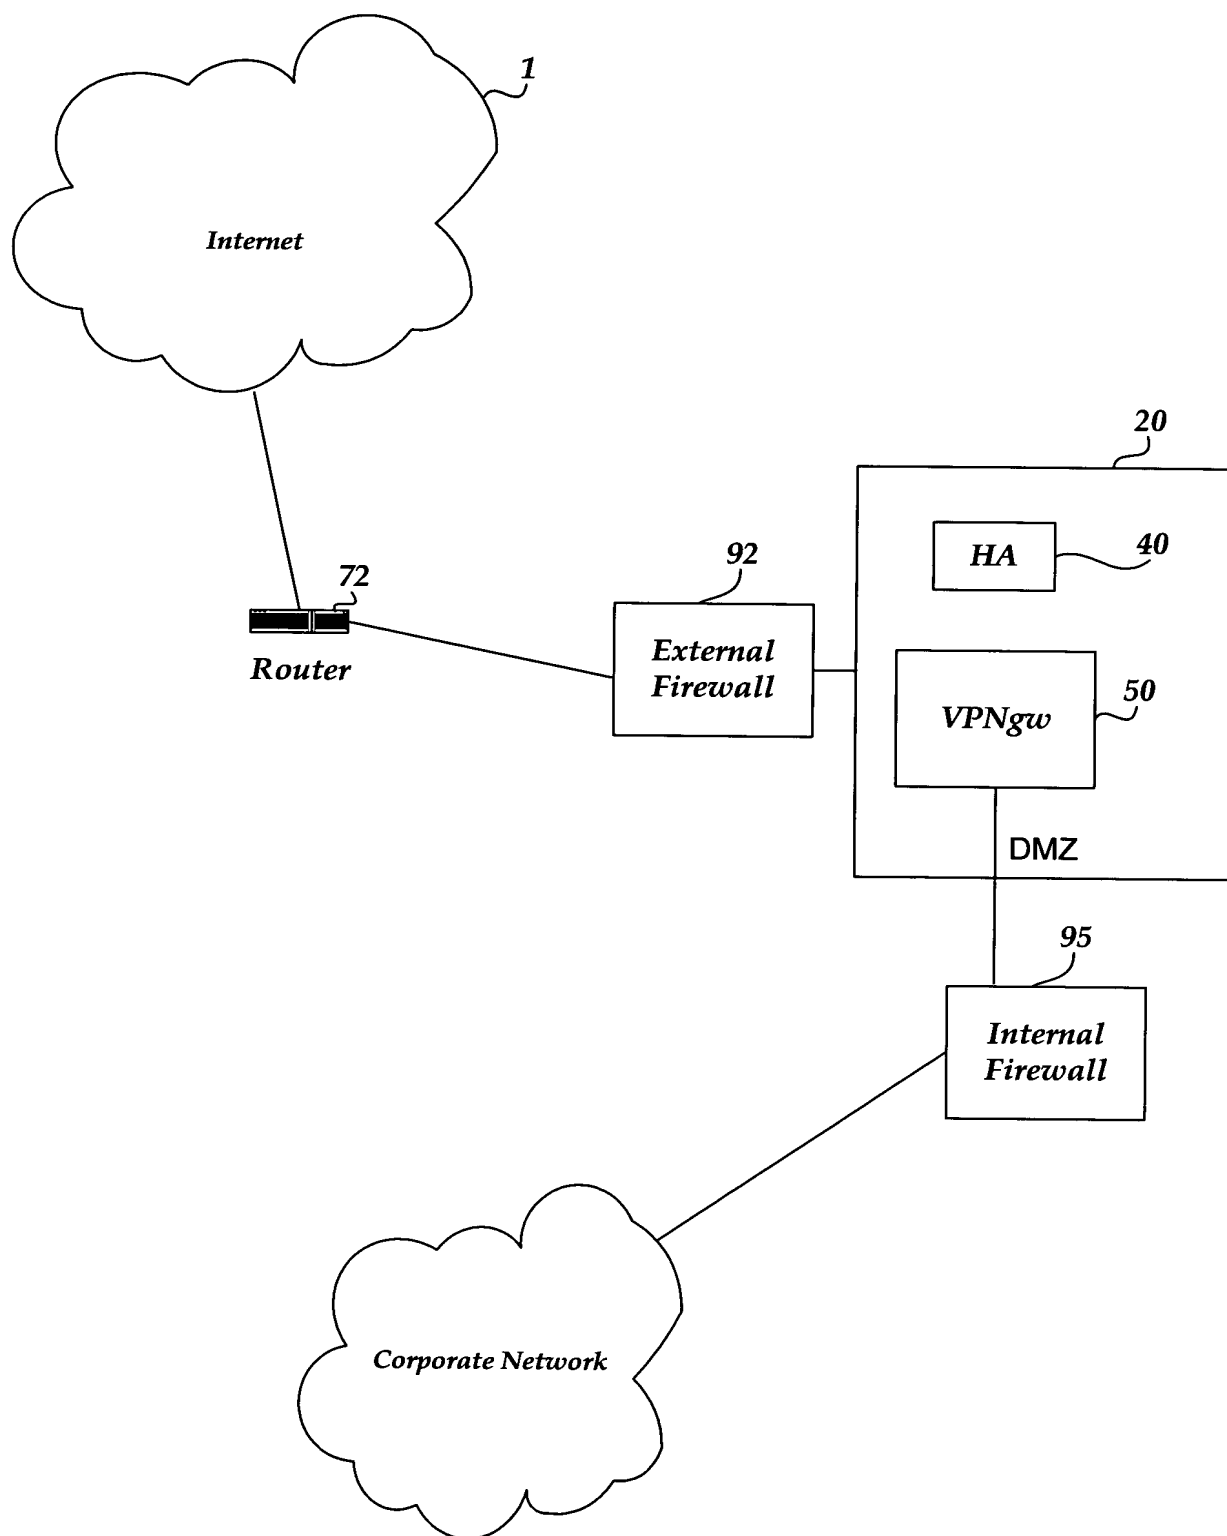 1
Internet
20
HA
40
92
72
External
Firewall
Router
VPNgw
50
DMZ
95
Internal
Firewall
Corporate Network